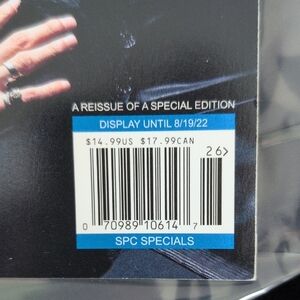 A REISSUE OF A SPECIAL EDITION
DISPLAY UNTIL 8/19/22
$14.99US $17.99CAN
26>
0 70989 10614 7
SPC SPECIALS